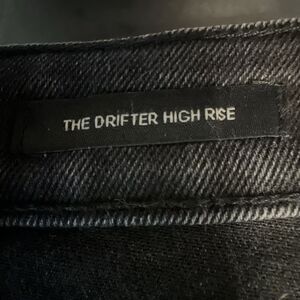 THE DRIFTER HIGH RISE